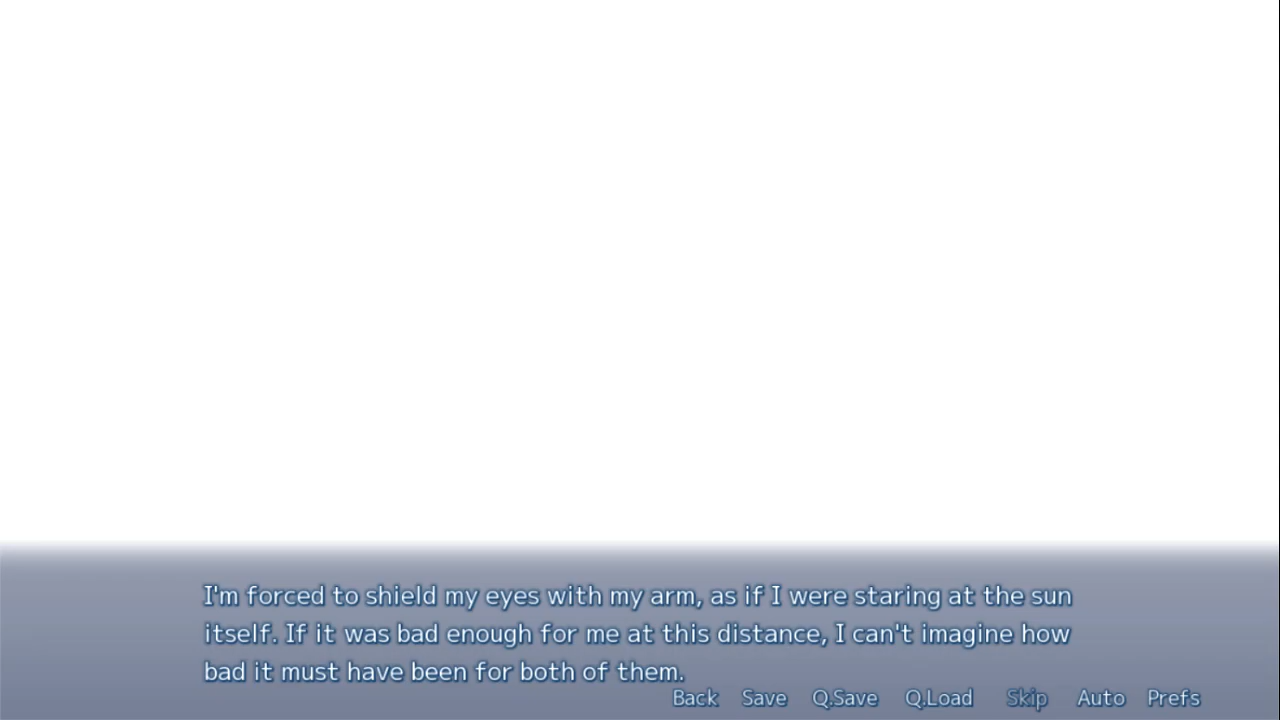 I'm forced to shield my eyes with my arm, as if I were staring at the sun
itself. If it was bad enough for me at this distance, I can't imagine how
bad it must have been for both of them.
Back Save Q.Save Q.Load Skip Auto Prefs